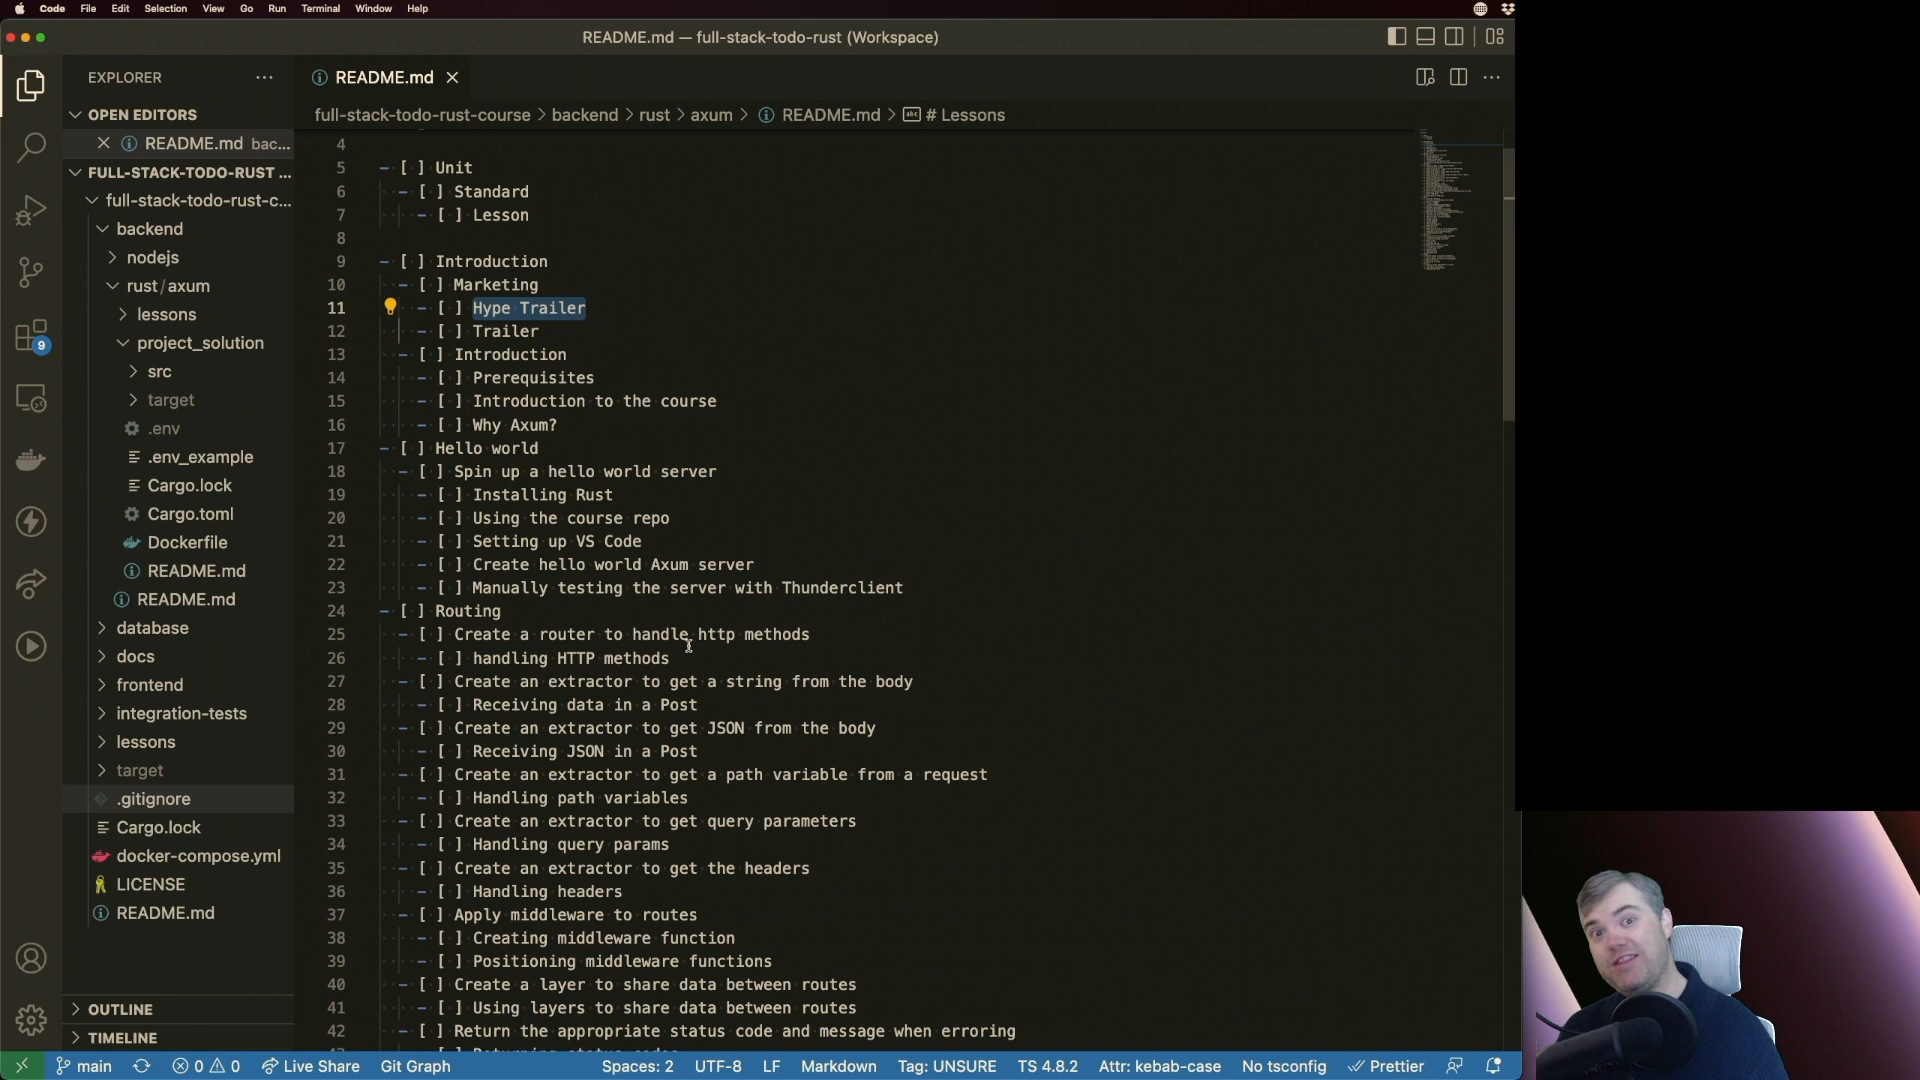 Code File Edit Selection View Go Run Terminal Window Help
README.md — full-stack-todo-rust (Workspace)
EXPLORER
README.md
OPEN EDITORS
README.md bac...
FULL-STACK-TODO-RUST ...
full-stack-todo-rust-c...
backend
nodejs
rust/axum
lessons
project_solution
src
target
.env
.env_example
Cargo.lock
Cargo.toml
Dockerfile
README.md
README.md
database
docs
frontend
integration-tests
lessons
target
.gitignore
Cargo.lock
docker-compose.yml
LICENSE
README.md
OUTLINE
TIMELINE
9
full-stack-todo-rust-course > backend > rust > axum > README.md > # Lessons
4
5 - [ ] Unit
6 - [ ] Standard
7 - [ ] Lesson
8
9 - [ ] Introduction
10 - [ ] Marketing
11 - [ ] Hype Trailer
12 - [ ] Trailer
13 - [ ] Introduction
14 - [ ] Prerequisites
15 - [ ] Introduction to the course
16 - [ ] Why Axum?
17 - [ ] Hello world
18 - [ ] Spin up a hello world server
19 - [ ] Installing Rust
20 - [ ] Using the course repo
21 - [ ] Setting up VS Code
22 - [ ] Create hello world Axum server
23 - [ ] Manually testing the server with Thunderclient
24 - [ ] Routing
25 - [ ] Create a router to handle http methods
26 - [ ] handling HTTP methods
27 - [ ] Create an extractor to get a string from the body
28 - [ ] Receiving data in a Post
29 - [ ] Create an extractor to get JSON from the body
30 - [ ] Receiving JSON in a Post
31 - [ ] Create an extractor to get a path variable from a request
32 - [ ] Handling path variables
33 - [ ] Create an extractor to get query parameters
34 - [ ] Handling query params
35 - [ ] Create an extractor to get the headers
36 - [ ] Handling headers
37 - [ ] Apply middleware to routes
38 - [ ] Creating middleware function
39 - [ ] Positioning middleware functions
40 - [ ] Create a layer to share data between routes
41 - [ ] Using layers to share data between routes
42 - [ ] Return the appropriate status code and message when erroring
main 0 0 Live Share Git Graph Spaces: 2 UTF-8 LF Markdown Tag: UNSURE TS 4.8.2 Attr: kebab-case No tsconfig Prettier